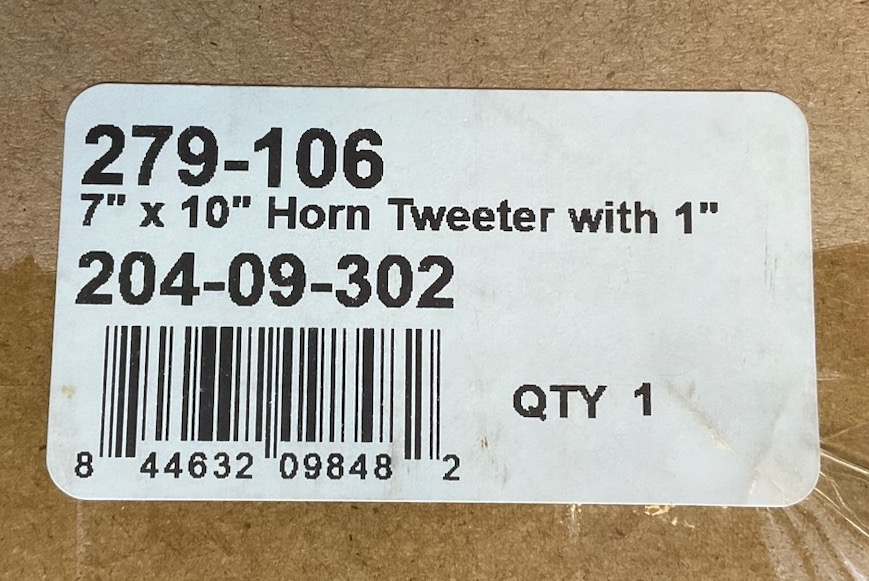 279-106
7" x 10" Horn Tweeter with 1"
204-09-302
QTY 1
8 44632 09848 2